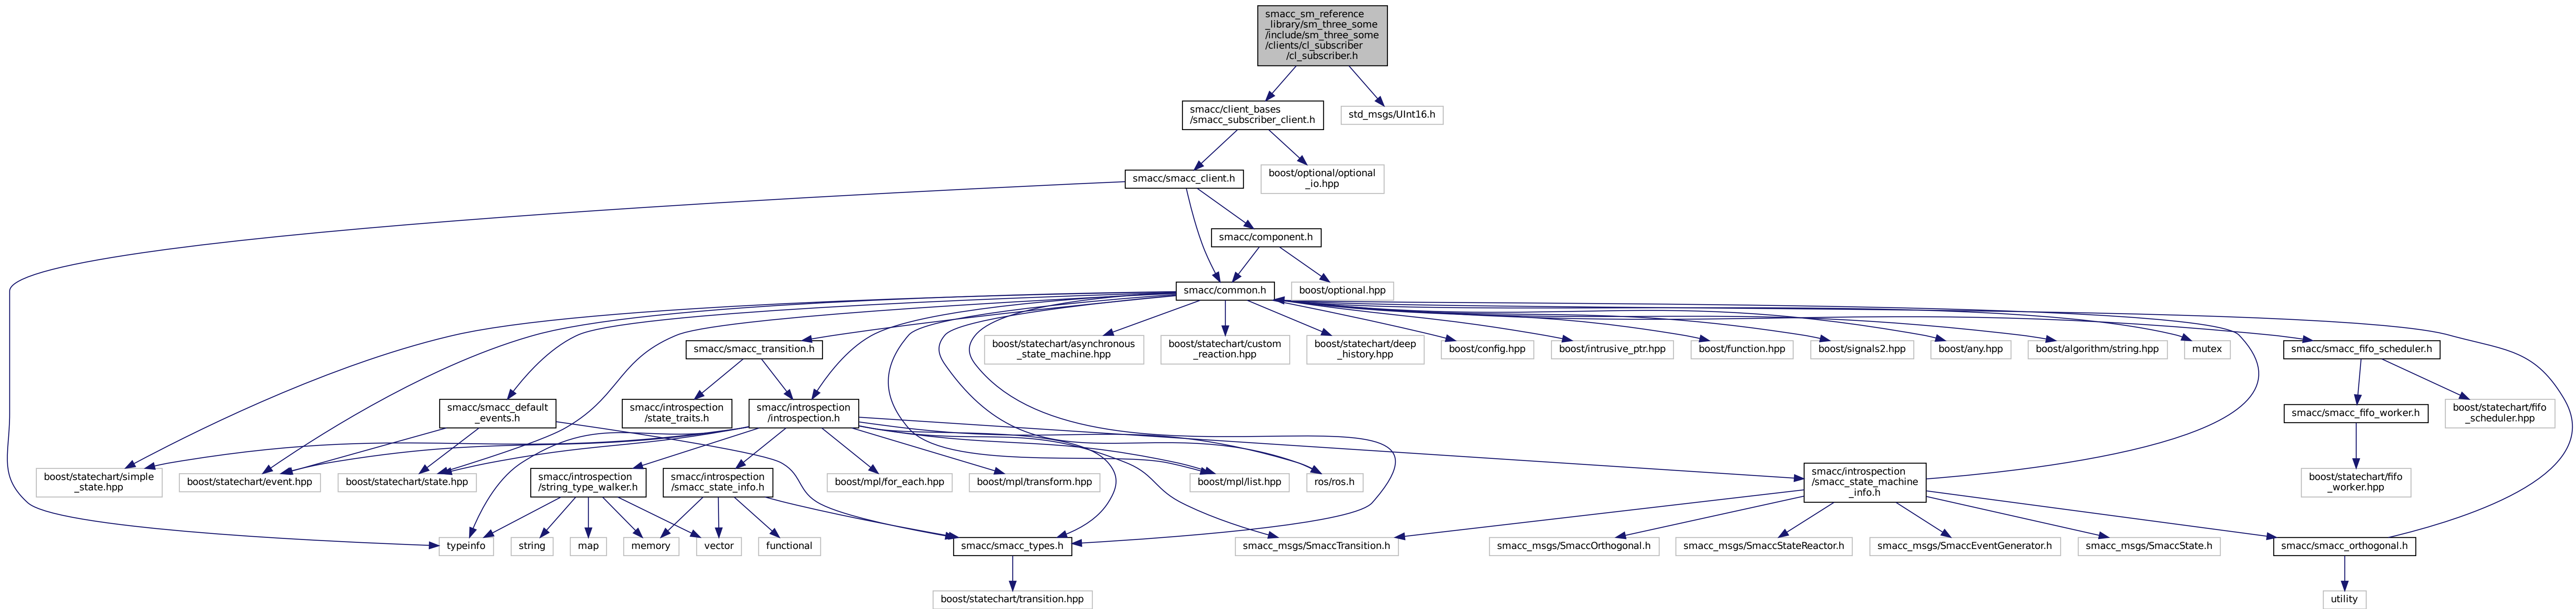 smacc_sm_reference
_library/sm_three_some
/include/sm_three_some
/clients/cl_subscriber
/cl_subscriber.h
smacc/client_bases
/smacc_subscriber_client.h
std_msgs/UInt16.h
smacc/smacc_client.h
boost/optional/optional
_io.hpp
smacc/component.h
smacc/common.h
boost/optional.hpp
smacc/smacc_transition.h
boost/statechart/asynchronous
_state_machine.hpp
boost/statechart/custom
_reaction.hpp
boost/statechart/deep
_history.hpp
boost/config.hpp
boost/intrusive_ptr.hpp
boost/function.hpp
boost/signals2.hpp
boost/any.hpp
boost/algorithm/string.hpp
mutex
smacc/smacc_fifo_scheduler.h
smacc/smacc_default
_events.h
smacc/introspection
/state_traits.h
smacc/introspection
/introspection.h
smacc/smacc_fifo_worker.h
boost/statechart/fifo
_scheduler.hpp
boost/statechart/simple
_state.hpp
boost/statechart/event.hpp
boost/statechart/state.hpp
smacc/introspection
/string_type_walker.h
smacc/introspection
/smacc_state_info.h
boost/mpl/for_each.hpp
boost/mpl/transform.hpp
boost/mpl/list.hpp
ros/ros.h
smacc/introspection
/smacc_state_machine
_info.h
boost/statechart/fifo
_worker.hpp
typeinfo
string
map
memory
vector
functional
smacc/smacc_types.h
smacc_msgs/SmaccTransition.h
smacc_msgs/SmaccOrthogonal.h
smacc_msgs/SmaccStateReactor.h
smacc_msgs/SmaccEventGenerator.h
smacc_msgs/SmaccState.h
smacc/smacc_orthogonal.h
boost/statechart/transition.hpp
utility